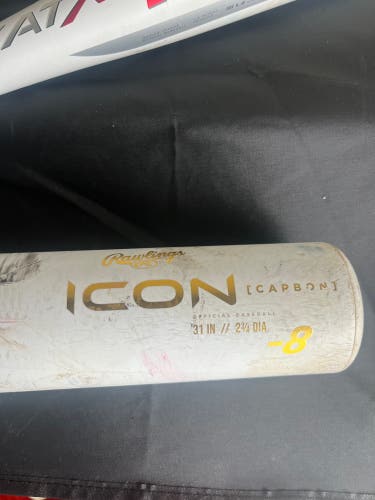 Rawlings
ICON [CARBON]
OFFICIAL BASEBALL
31 IN // 2¾ DIA
-8